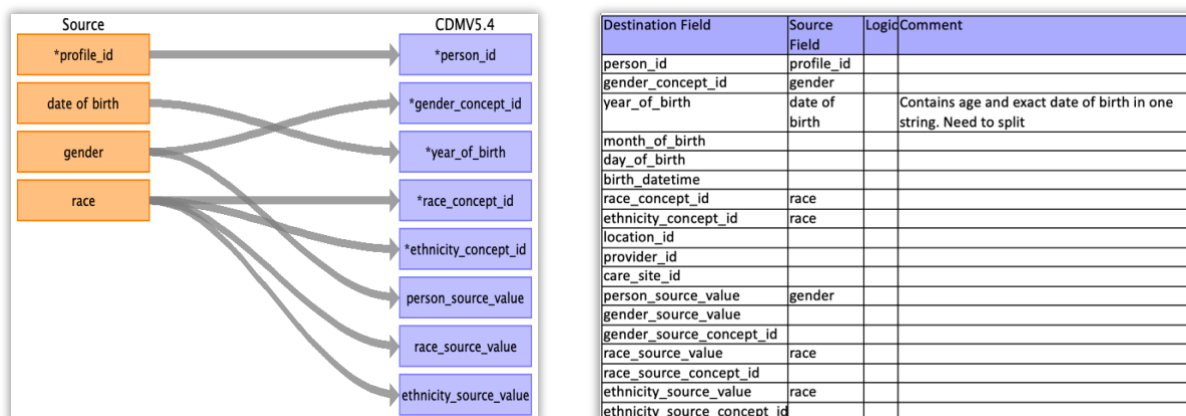 Source
CDMV5.4
*profile_id
*person_id
date of birth
*gender_concept_id
gender
*year_of_birth
race
*race_concept_id
*ethnicity_concept_id
person_source_value
race_source_value
ethnicity_source_value
Destination Field
Source
Field
Logic
Comment
person_id
profile_id
gender_concept_id
gender
year_of_birth
date of
birth
Contains age and exact date of birth in one
string. Need to split
month_of_birth
day_of_birth
birth_datetime
race_concept_id
race
ethnicity_concept_id
race
location_id
provider_id
care_site_id
person_source_value
gender
gender_source_value
gender_source_concept_id
race_source_value
race
race_source_concept_id
ethnicity_source_value
race
ethnicity_source_concept_id